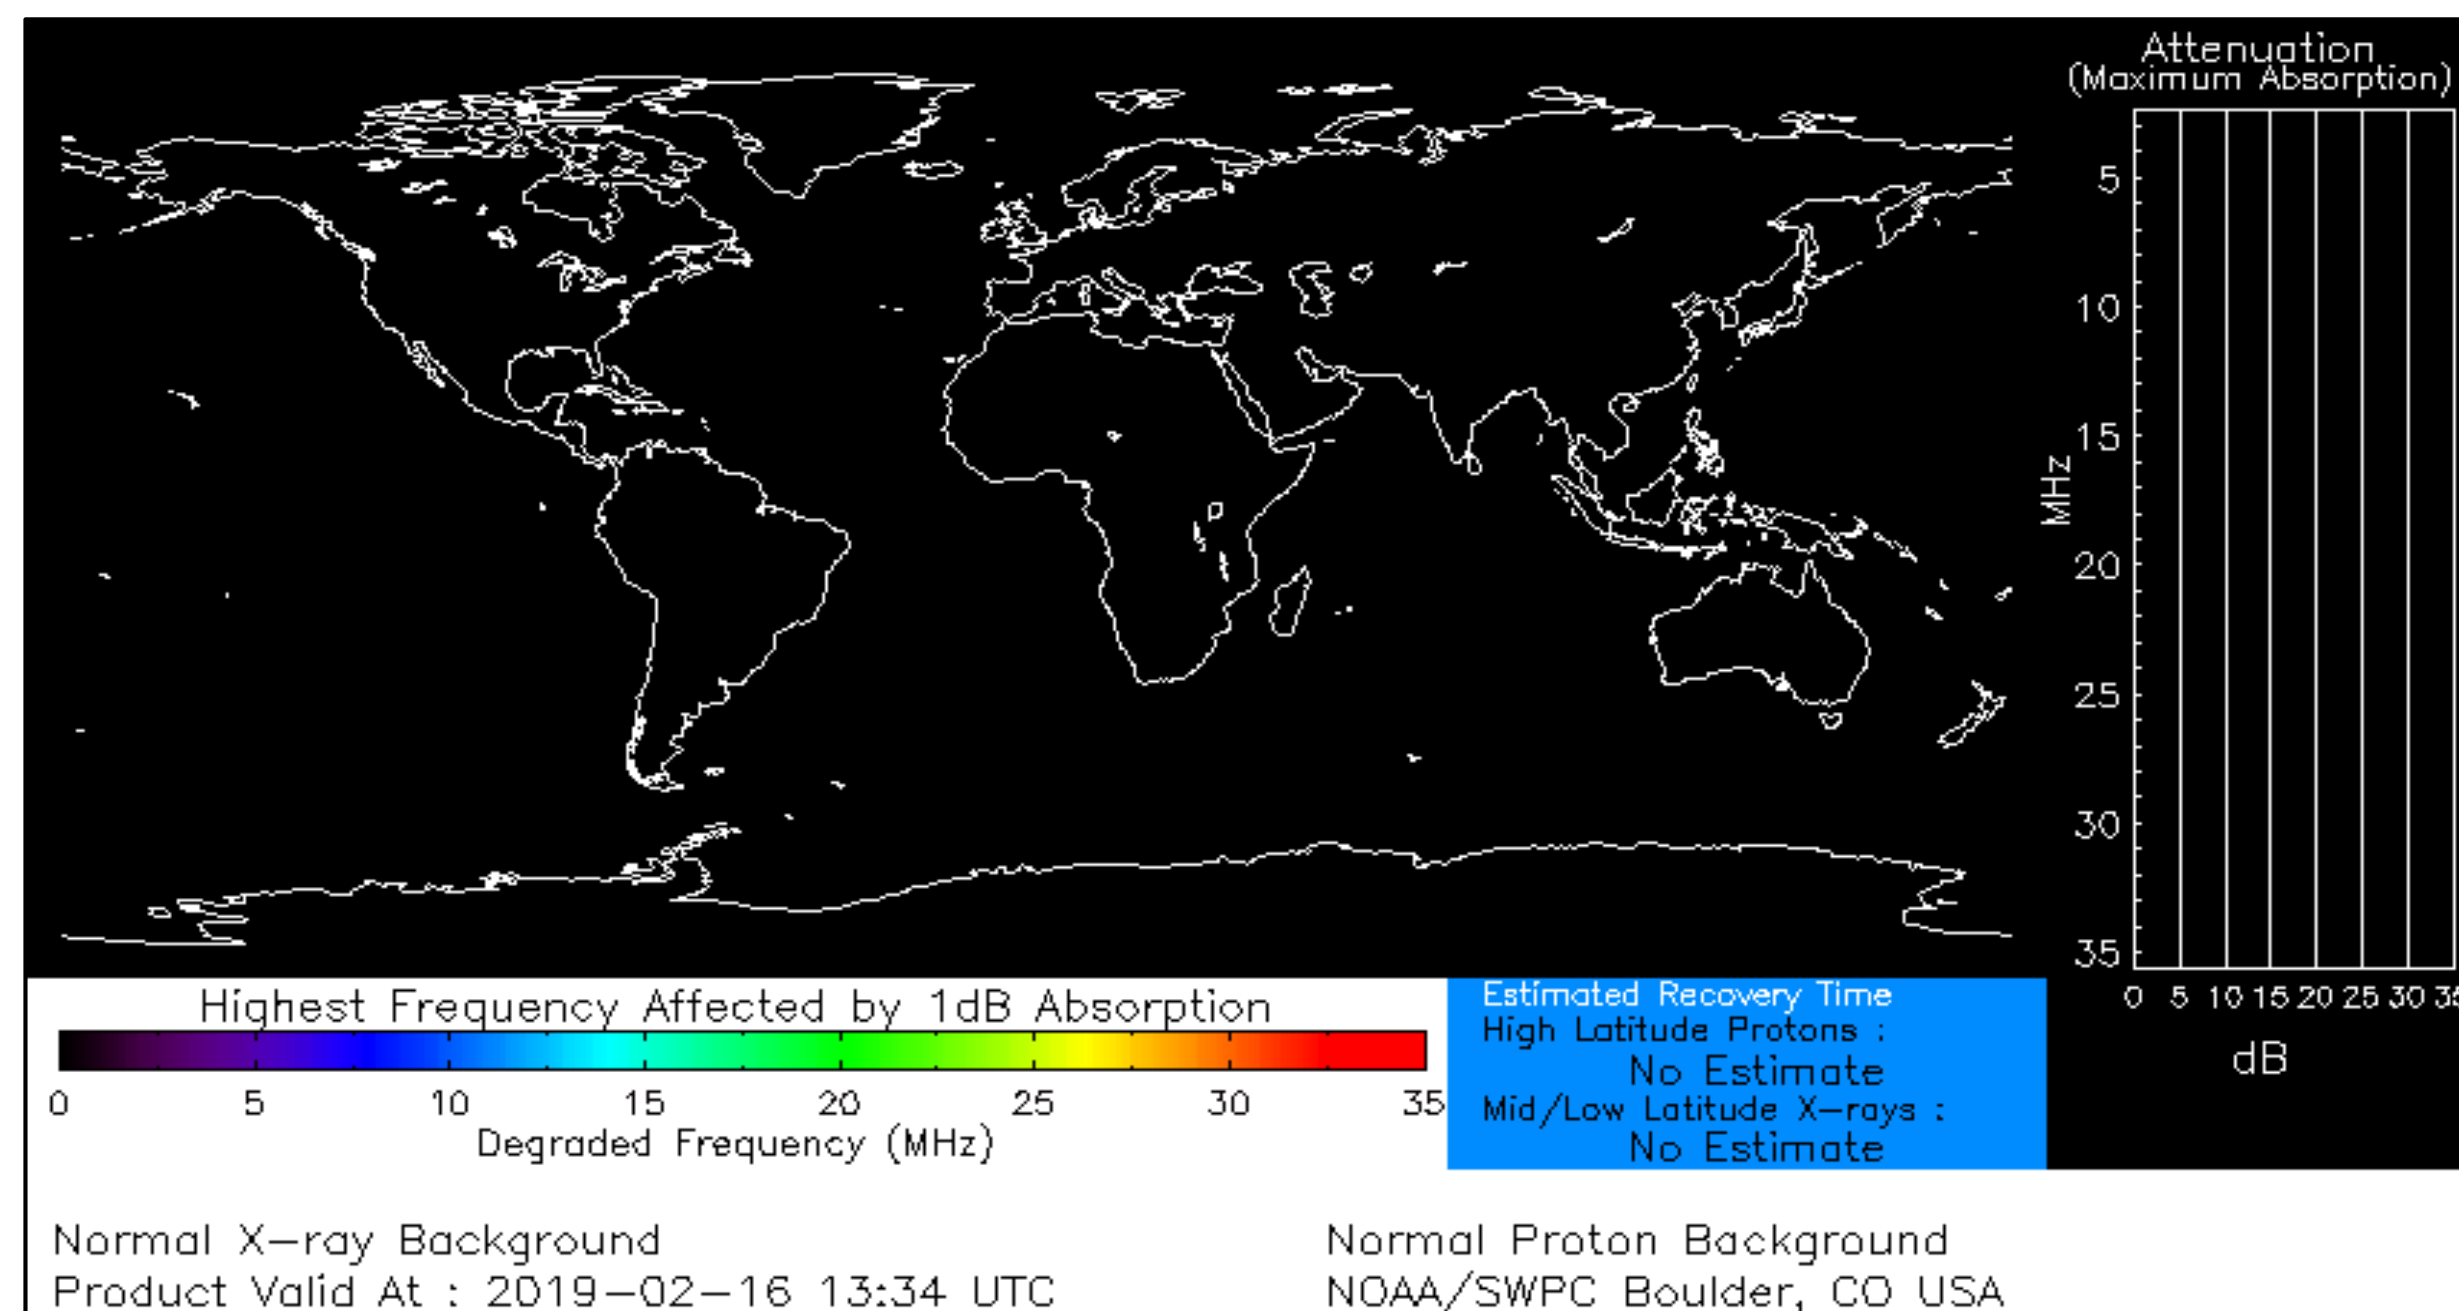 Attenuation
(Maximum Absorption)
5
10
15
20
25
30
35
MHz
0 5 10 15 20 25 30 35
dB
Highest Frequency Affected by 1dB Absorption
0 5 10 15 20 25 30 35
Degraded Frequency (MHz)
Estimated Recovery Time
High Latitude Protons :
No Estimate
Mid/Low Latitude X-rays :
No Estimate
Normal X-ray Background
Normal Proton Background
Product Valid At : 2019-02-16 13:34 UTC
NOAA/SWPC Boulder, CO USA